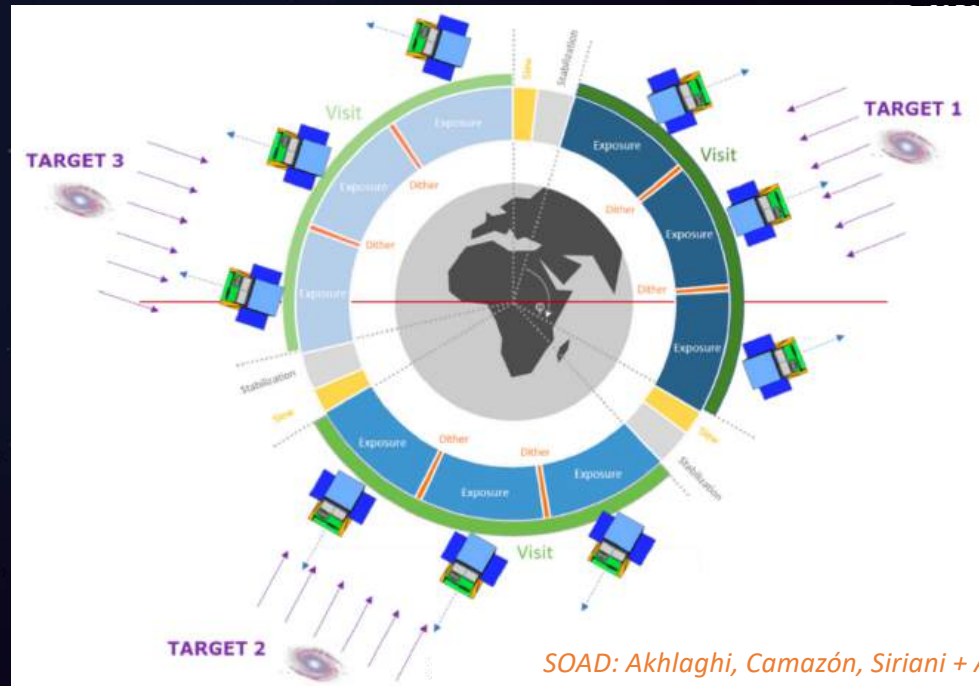 Slew
Stabilization
Visit
Exposure
Exposure
TARGET 1
Visit
TARGET 3
Dither
Dither
Exposure
Exposure
Dither
Exposure
Dither
Exposure
Stabilization
Slew
Slew
Stabilization
Exposure
Dither
Dither
Exposure
Exposure
Visit
TARGET 2
SOAD: Akhlaghi, Camazón, Siriani +